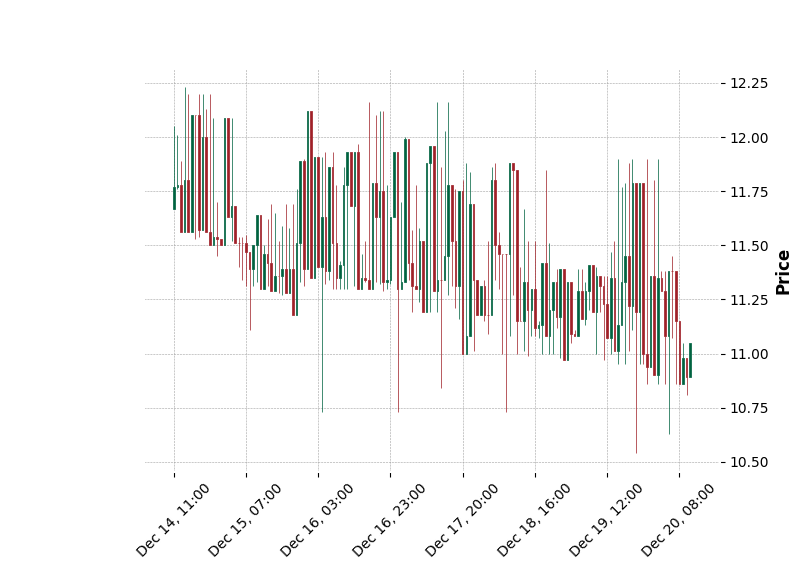 12.25
12.00
11.75
11.50
11.25
11.00
10.75
10.50
Price
Dec 14, 11:00
Dec 15, 07:00
Dec 16, 03:00
Dec 16, 23:00
Dec 17, 20:00
Dec 18, 16:00
Dec 19, 12:00
Dec 20, 08:00